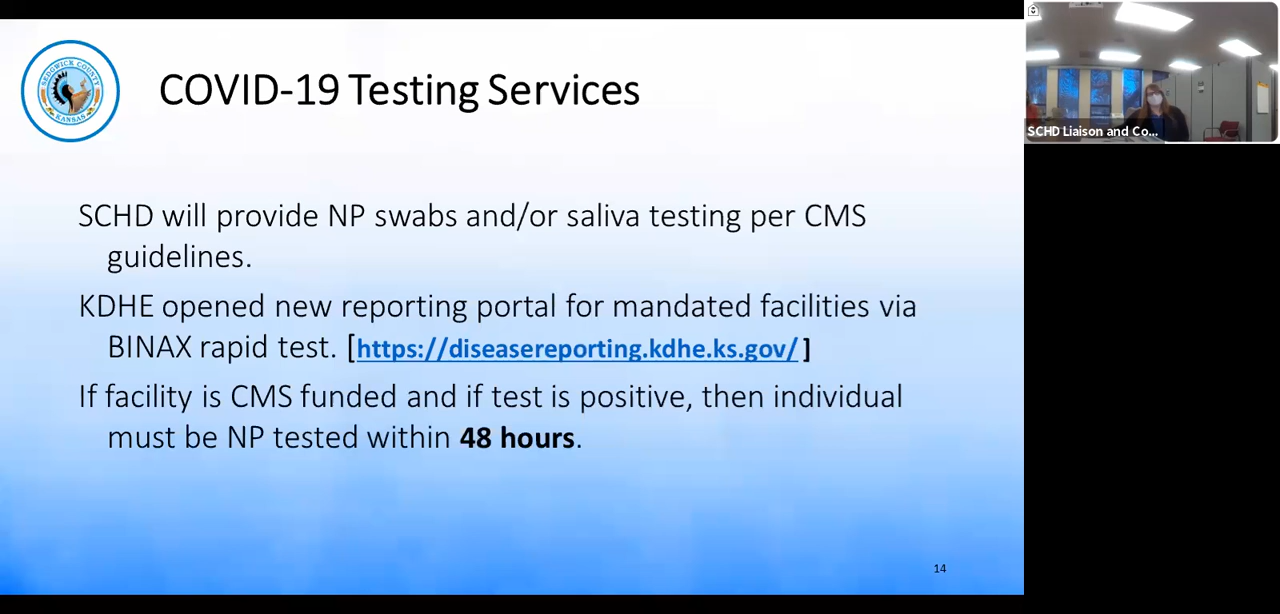 SEDGWICK COUNTY
KANSAS
COVID-19 Testing Services
SCHD will provide NP swabs and/or saliva testing per CMS
guidelines.
KDHE opened new reporting portal for mandated facilities via
BINAX rapid test. [https://diseasereporting.kdhe.ks.gov/ ]
If facility is CMS funded and if test is positive, then individual
must be NP tested within 48 hours.
14
SCHD Liaison and Co...